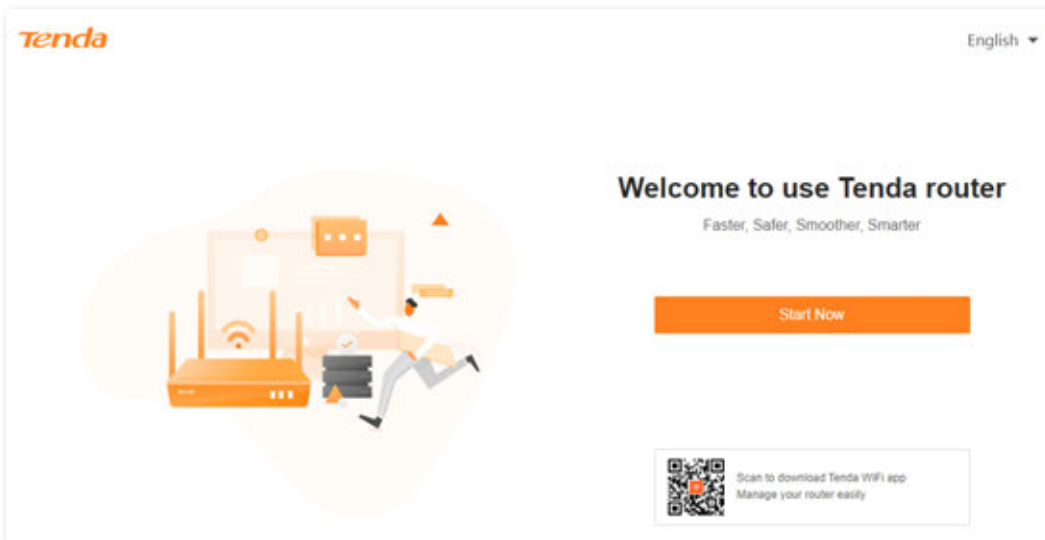 Tenda
English
Welcome to use Tenda router
Faster, Safer, Smoother, Smarter
Start Now
Scan to download Tenda WiFi app
Manage your router easily